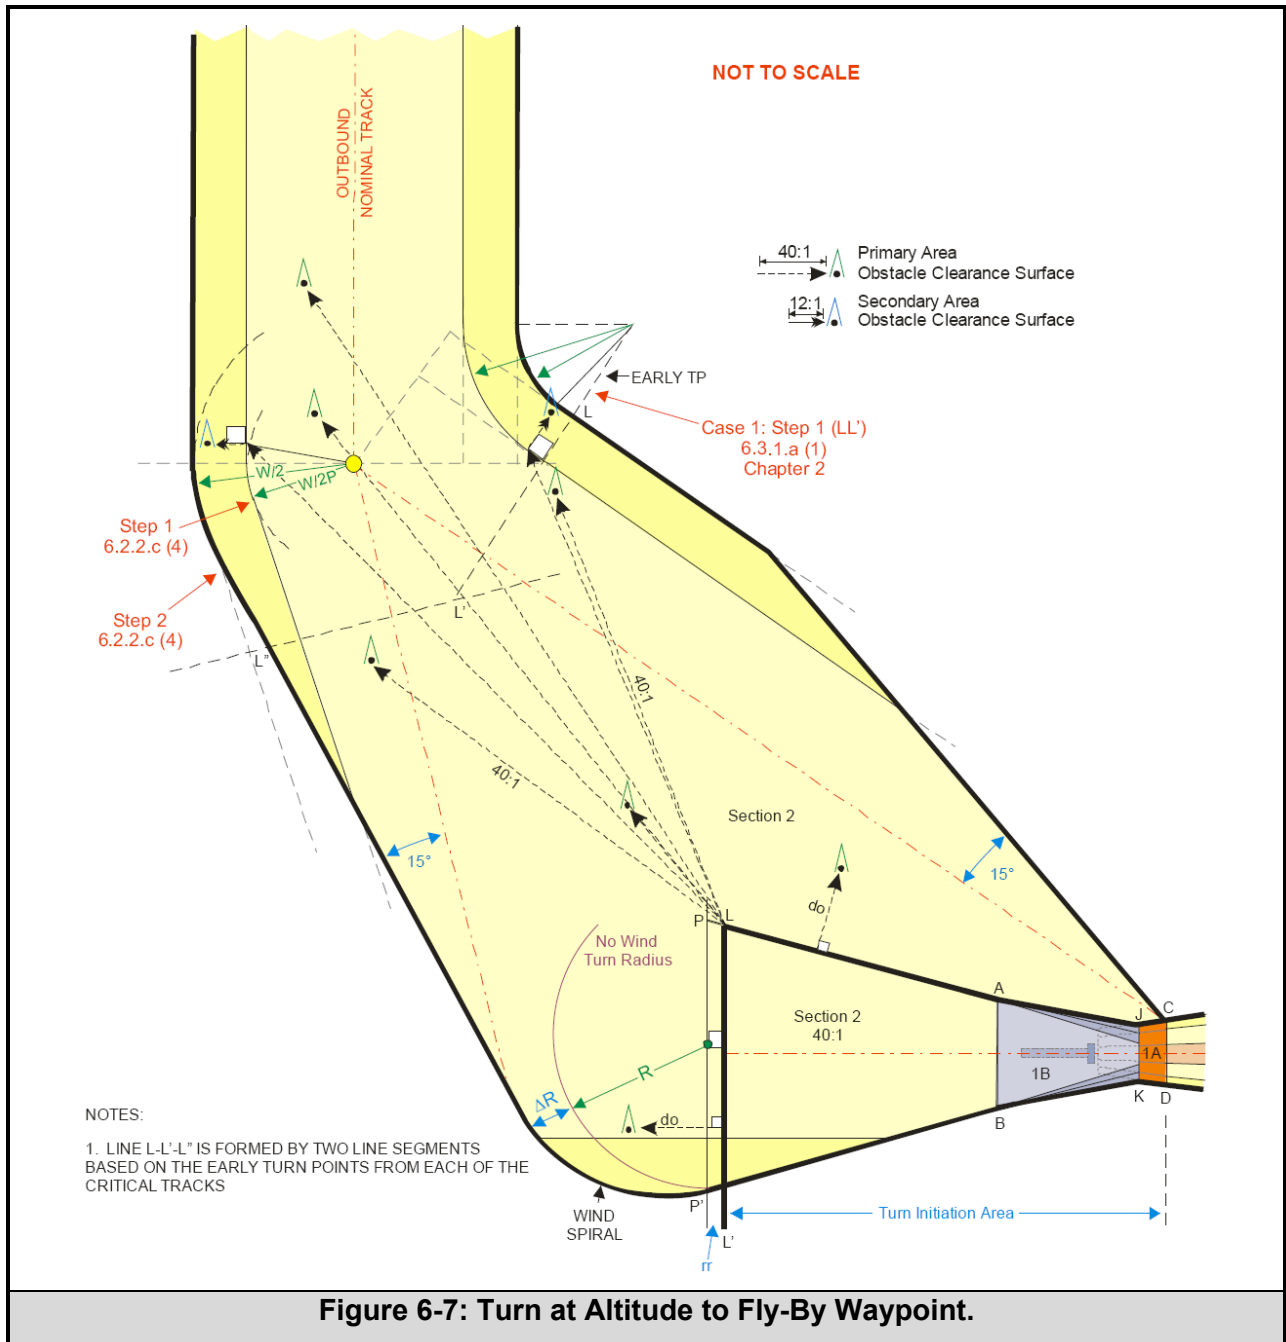 NOT TO SCALE
OUTBOUND
NOMINAL TRACK
40:1
Primary Area
Obstacle Clearance Surface
12:1
Secondary Area
Obstacle Clearance Surface
EARLY TP
L
Case 1: Step 1 (LL')
6.3.1.a (1)
Chapter 2
W/2
W/2P
Step 1
6.2.2.c (4)
Step 2
6.2.2.c (4)
L'
L"
40:1
40:1
Section 2
15°
15°
do
P
L
No Wind
Turn Radius
A
J
C
Section 2
40:1
1A
1B
R
ΔR
K
D
B
do
NOTES:
1. LINE L-L'-L" IS FORMED BY TWO LINE SEGMENTS
BASED ON THE EARLY TURN POINTS FROM EACH OF THE
CRITICAL TRACKS
WIND
SPIRAL
P'
Turn Initiation Area
L'
rr
Figure 6-7: Turn at Altitude to Fly-By Waypoint.